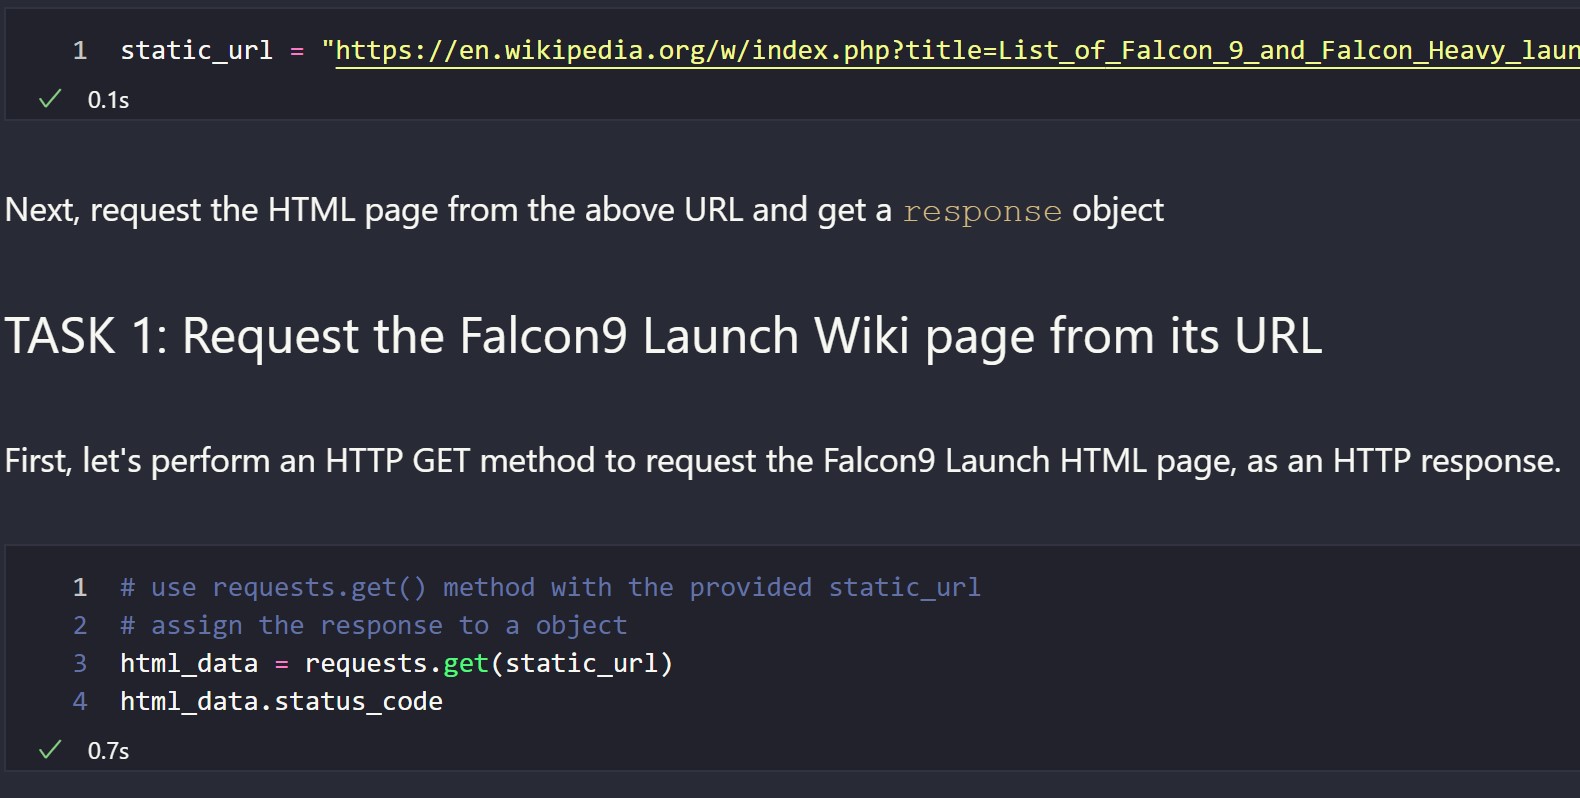 1 static_url = "https://en.wikipedia.org/w/index.php?title=List_of_Falcon_9_and_Falcon_Heavy_laun
✓ 0.1s
Next, request the HTML page from the above URL and get a response object
TASK 1: Request the Falcon9 Launch Wiki page from its URL
First, let's perform an HTTP GET method to request the Falcon9 Launch HTML page, as an HTTP response.
1 # use requests.get() method with the provided static_url
2 # assign the response to a object
3 html_data = requests.get(static_url)
4 html_data.status_code
✓ 0.7s